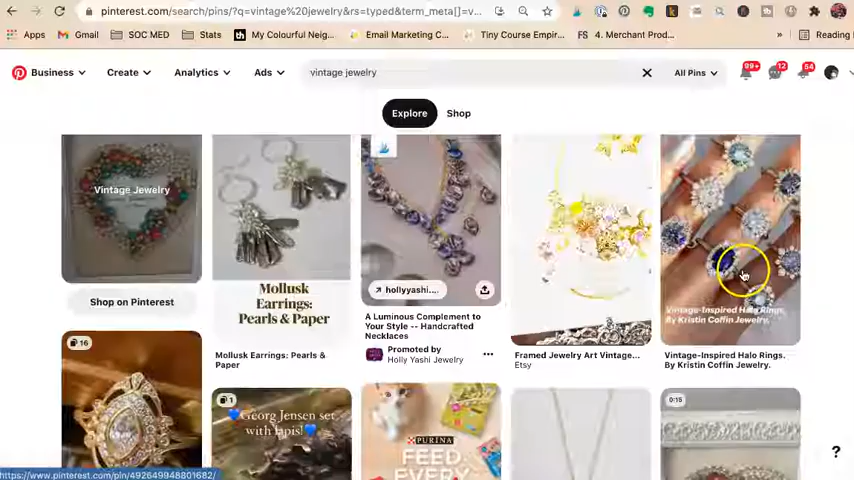 pinterest.com/search/pins/?q=vintage%20jewelry&rs=typed&term_meta[]=v...
Apps
Gmail
SOC MED
Stats
My Colourful Neig...
Email Marketing C...
Tiny Course Empir...
4. Merchant Prod...
Reading
Business
Create
Analytics
Ads
vintage jewelry
All Pins
99+
12
54
Explore
Shop
Vintage Jewelry
Shop on Pinterest
Mollusk
Earrings:
Pearls & Paper
Mollusk Earrings: Pearls &
Paper
hollyyashi....
A Luminous Complement to
Your Style -- Handcrafted
Necklaces
Promoted by
Holly Yashi Jewelry
Framed Jewelry Art Vintage...
Etsy
Vintage-Inspired Halo Rings.
By Kristin Coffin Jewelry.
Vintage-Inspired Halo Rings.
By Kristin Coffin Jewelry.
16
1
Georg Jensen set
with lapis!
PURINA
FEED
EVERY
0:15
?
https://www.pinterest.com/pin/492649948801682/